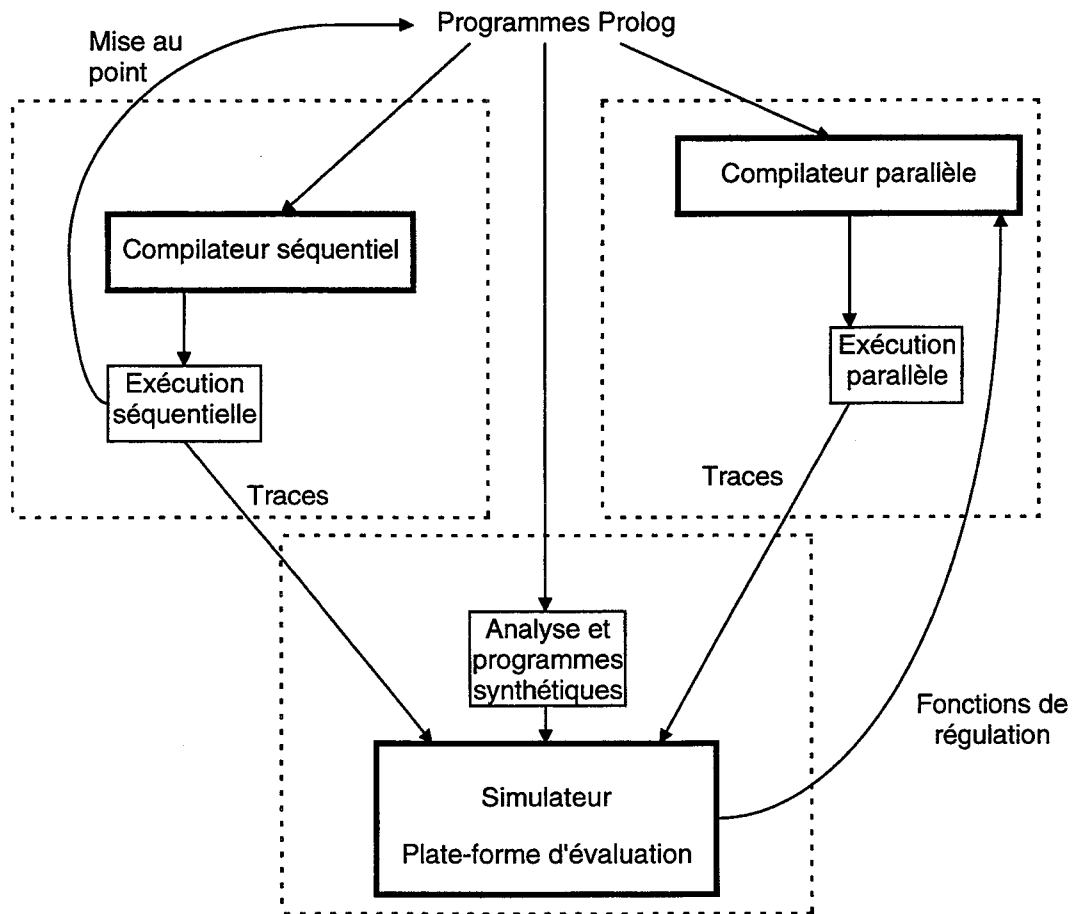 Programmes Prolog
Mise au
point
Compilateur parallèle
Compilateur séquentiel
Exécution
parallèle
Exécution
séquentielle
Traces
Traces
Analyse et
programmes
synthétiques
Fonctions de
régulation
Simulateur
Plate-forme d'évaluation